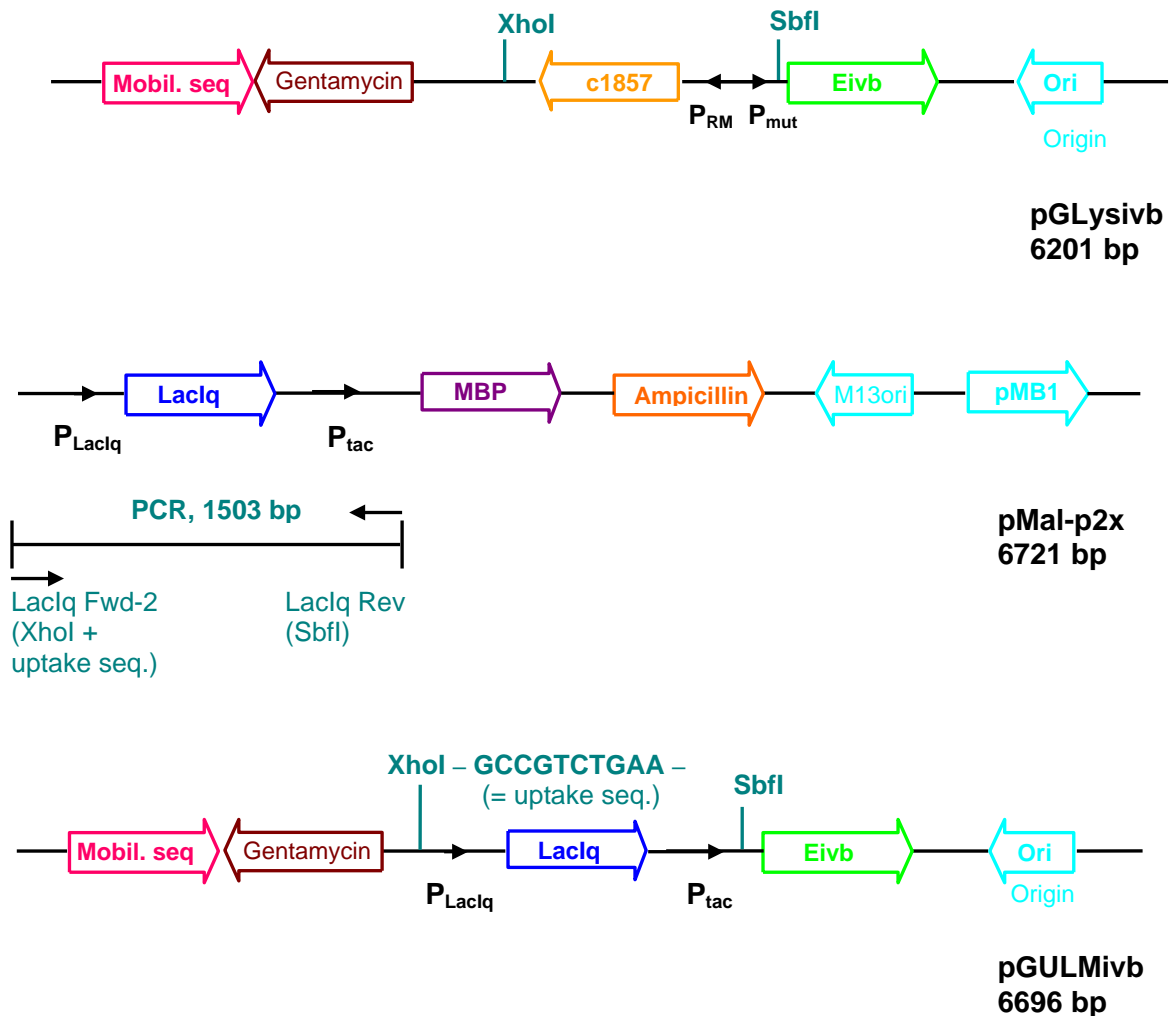 XhoI
SbfI
Mobil. seq
Gentamycin
c1857
Eivb
Ori
PRM
Pmut
Origin
pGLysivb
6201 bp
LacIq
MBP
Ampicillin
M13ori
pMB1
PLacIq
Ptac
PCR, 1503 bp
pMal-p2x
6721 bp
LacIq Fwd-2
(XhoI +
uptake seq.)
LacIq Rev
(SbfI)
XhoI – GCCGTCTGAA –
(= uptake seq.)
SbfI
Mobil. seq
Gentamycin
LacIq
Eivb
Ori
PLacIq
Ptac
Origin
pGULMivb
6696 bp